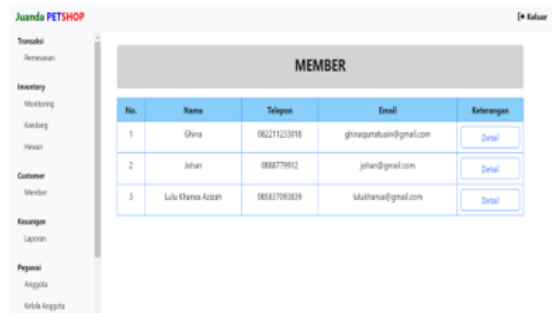 Juanda PETSHOP
Keluar
Transaksi
Pemesanan
Inventory
Monitoring
Kandang
Hewan
Customer
Member
Keuangan
Laporan
Pegawai
Anggota
Kelola Anggota
MEMBER
No. Nama Telepon Email Keterangan
1 Ghina 082211233018 ghinaqurratuain@gmail.com Detail
2 Johan 0888779912 johan@gmail.com Detail
3 Lulu Khansa Azizah 085837093839 lulukhansa@gmail.com Detail